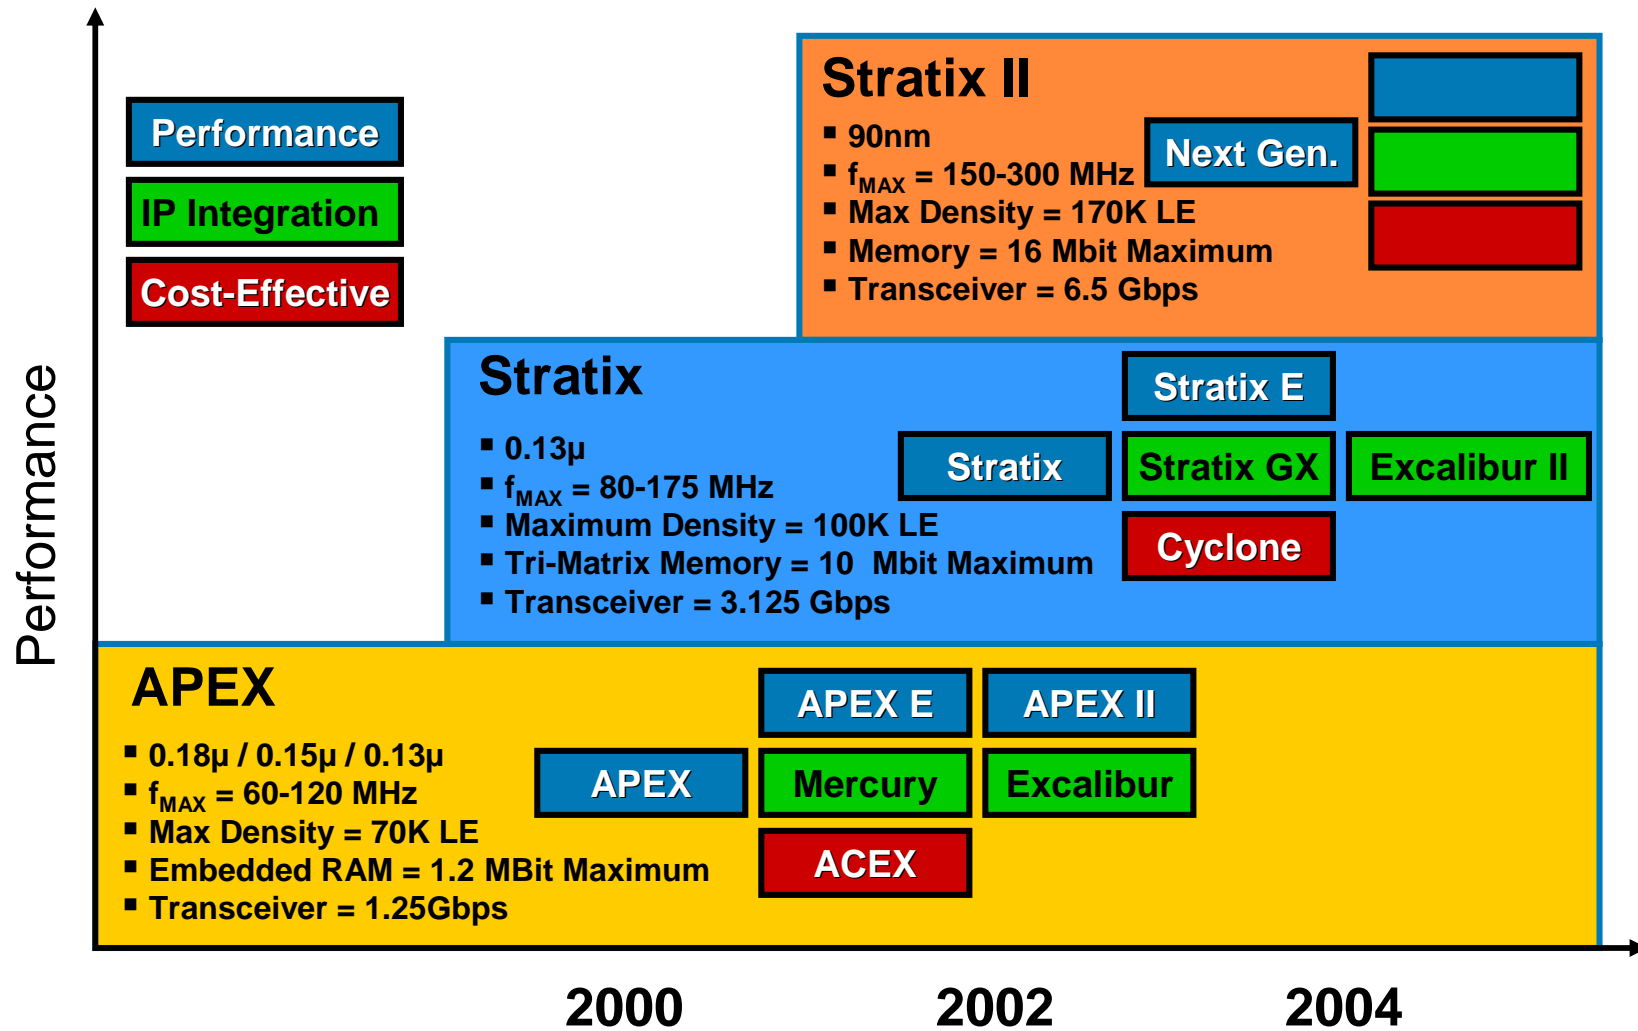 Performance
Performance
IP Integration
Cost-Effective
Stratix II
▪ 90nm
▪ fMAX = 150-300 MHz
▪ Max Density = 170K LE
▪ Memory = 16 Mbit Maximum
▪ Transceiver = 6.5 Gbps
Next Gen.
Stratix
▪ 0.13µ
▪ fMAX = 80-175 MHz
▪ Maximum Density = 100K LE
▪ Tri-Matrix Memory = 10  Mbit Maximum
▪ Transceiver = 3.125 Gbps
Stratix E
Stratix
Stratix GX
Excalibur II
Cyclone
APEX
▪ 0.18µ / 0.15µ / 0.13µ
▪ fMAX = 60-120 MHz
▪ Max Density = 70K LE
▪ Embedded RAM = 1.2 MBit Maximum
▪ Transceiver = 1.25Gbps
APEX E
APEX II
APEX
Mercury
Excalibur
ACEX
2000
2002
2004